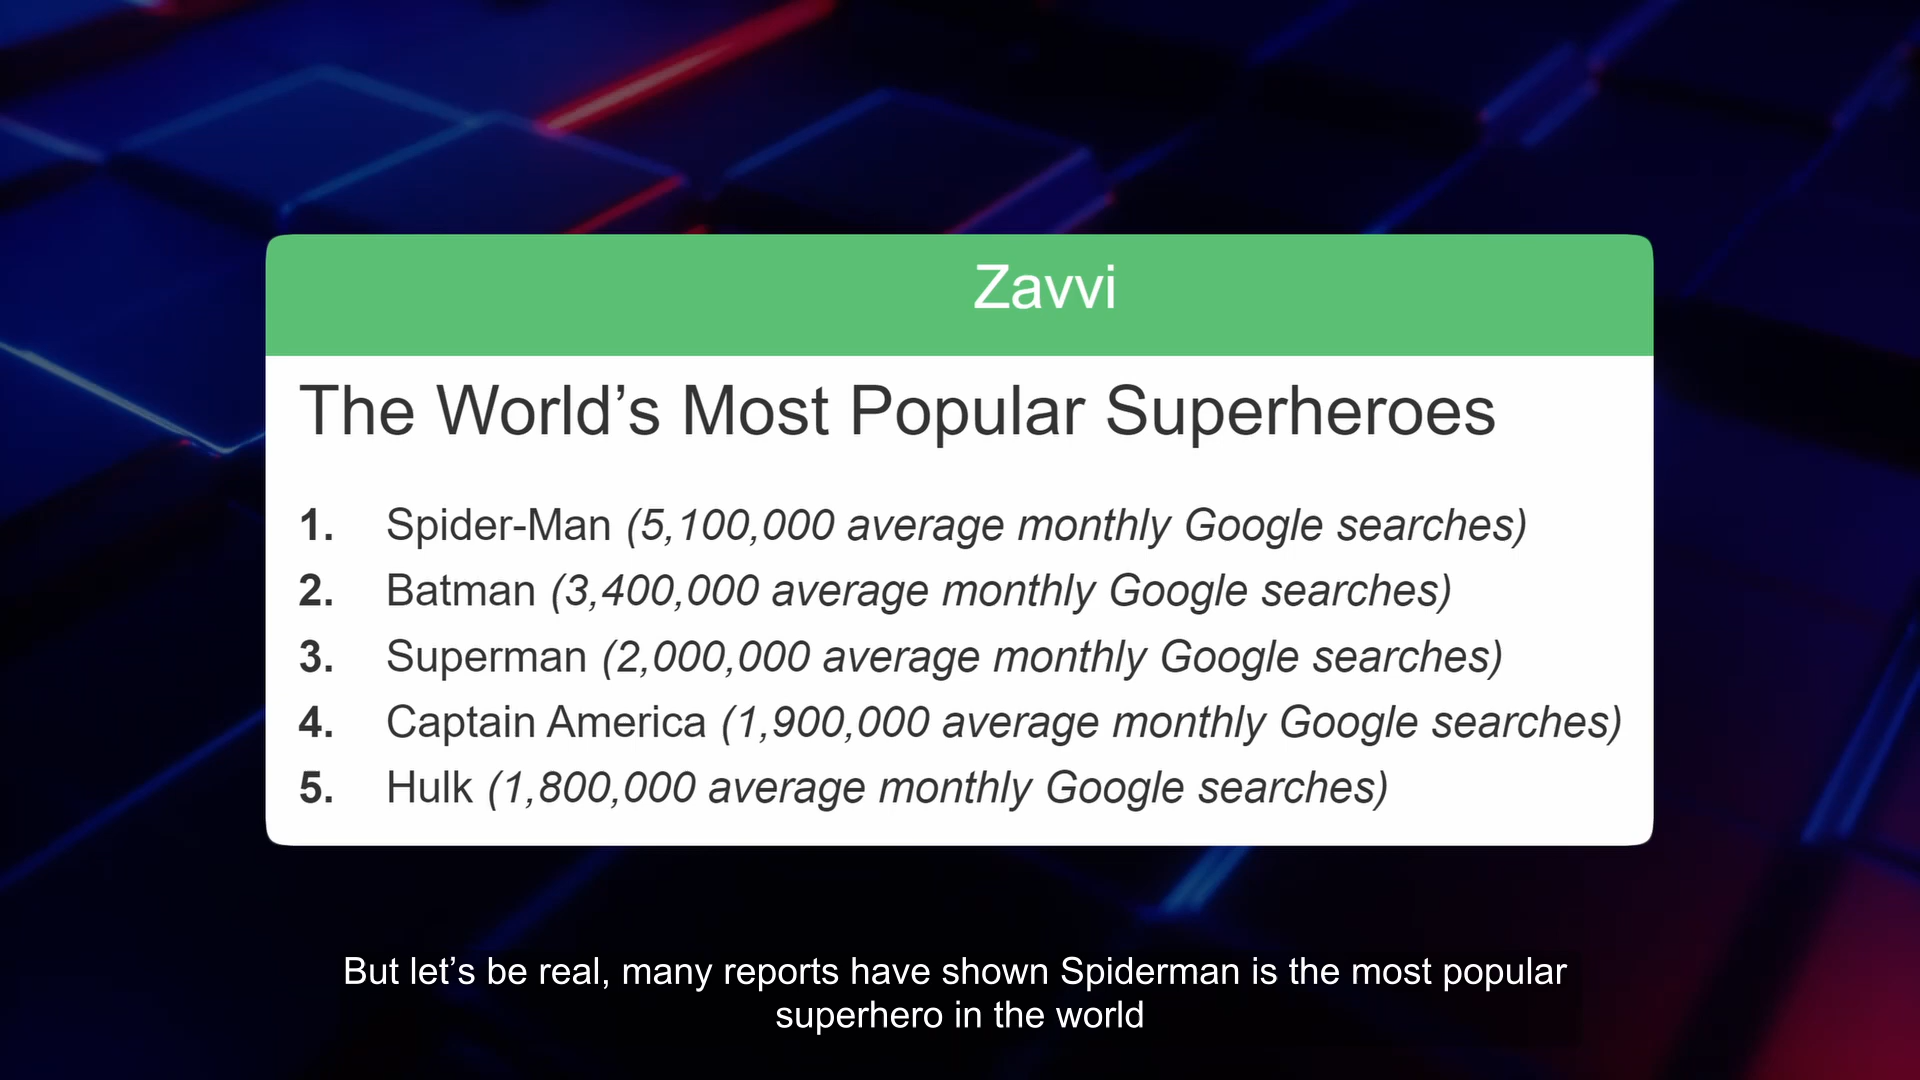 Zavvi
The World’s Most Popular Superheroes
1. Spider-Man (5,100,000 average monthly Google searches)
2. Batman (3,400,000 average monthly Google searches)
3. Superman (2,000,000 average monthly Google searches)
4. Captain America (1,900,000 average monthly Google searches)
5. Hulk (1,800,000 average monthly Google searches)
But let’s be real, many reports have shown Spiderman is the most popular
superhero in the world